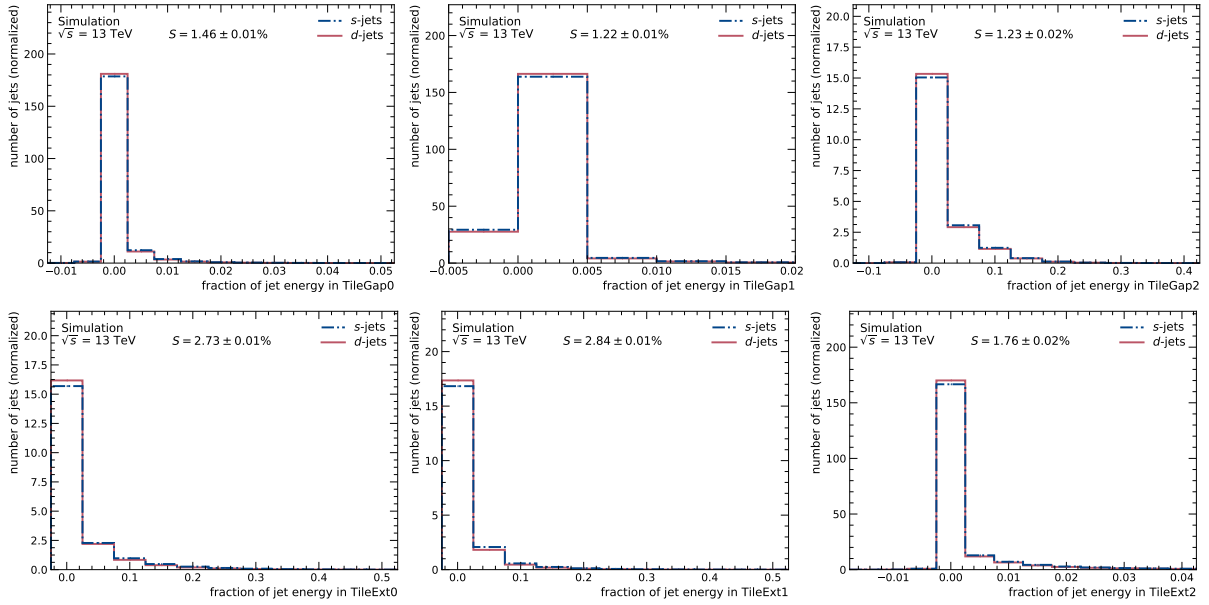 Simulation
√s = 13 TeV
S = 1.46 ± 0.01%
s-jets
d-jets
number of jets (normalized)
200
150
100
50
0
−0.01 0.00 0.01 0.02 0.03 0.04 0.05
fraction of jet energy in TileGap0
Simulation
√s = 13 TeV
S = 1.22 ± 0.01%
s-jets
d-jets
number of jets (normalized)
200
150
100
50
0
−0.005 0.000 0.005 0.010 0.015 0.020
fraction of jet energy in TileGap1
Simulation
√s = 13 TeV
S = 1.23 ± 0.02%
s-jets
d-jets
number of jets (normalized)
20.0
17.5
15.0
12.5
10.0
7.5
5.0
2.5
0.0
−0.1 0.0 0.1 0.2 0.3 0.4
fraction of jet energy in TileGap2
Simulation
√s = 13 TeV
S = 2.73 ± 0.01%
s-jets
d-jets
number of jets (normalized)
20.0
17.5
15.0
12.5
10.0
7.5
5.0
2.5
0.0
0.0 0.1 0.2 0.3 0.4 0.5
fraction of jet energy in TileExt0
Simulation
√s = 13 TeV
S = 2.84 ± 0.01%
s-jets
d-jets
number of jets (normalized)
20
15
10
5
0
0.0 0.1 0.2 0.3 0.4 0.5
fraction of jet energy in TileExt1
Simulation
√s = 13 TeV
S = 1.76 ± 0.02%
s-jets
d-jets
number of jets (normalized)
200
150
100
50
0
−0.01 0.00 0.01 0.02 0.03 0.04
fraction of jet energy in TileExt2